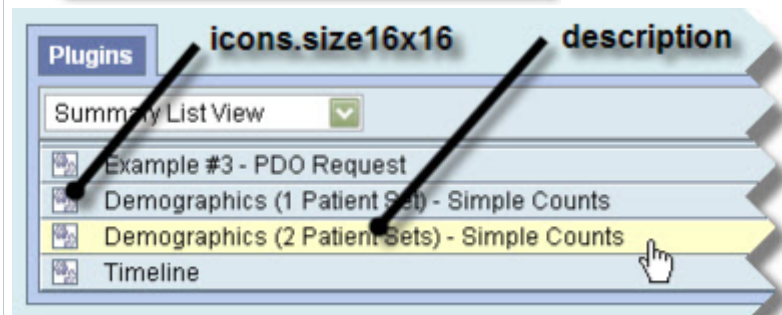 icons.size16x16 description
Plugins
Summary List View
Example #3 - PDO Request
Demographics (1 Patient Set) - Simple Counts
Demographics (2 Patient Sets) - Simple Counts
Timeline